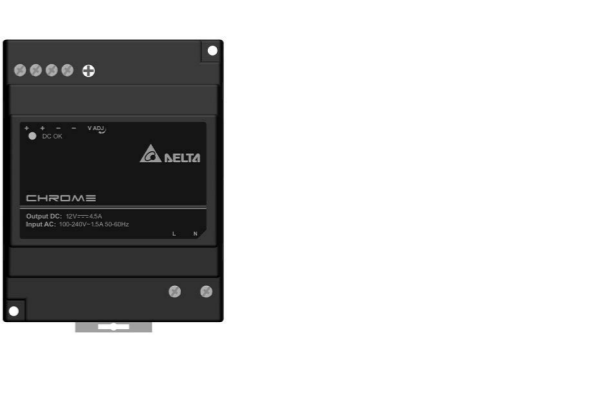 + + − − V ADJ.
DC OK
DELTA
CHROME
Output DC: 12V⎓4.5A
Input AC: 100-240V~1.5A 50-60Hz
L N